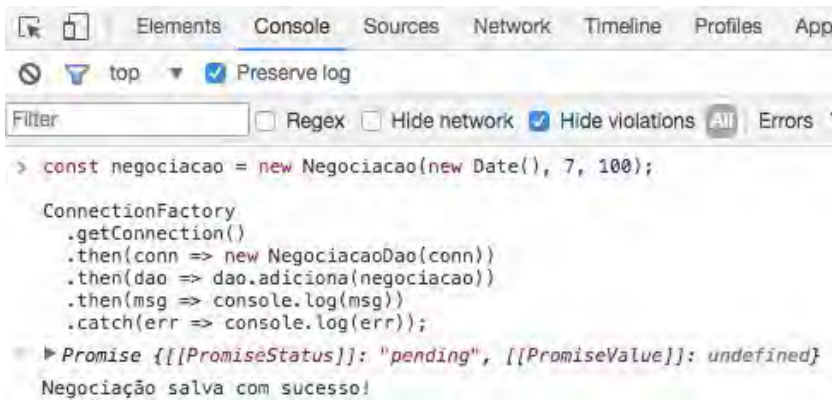 Elements Console Sources Network Timeline Profiles App
top ▼ Preserve log
Filter Regex Hide network Hide violations All Errors
> const negociacao = new Negociacao(new Date(), 7, 100);
ConnectionFactory
.getConnection()
.then(conn => new NegociacaoDao(conn))
.then(dao => dao.adiciona(negociacao))
.then(msg => console.log(msg))
.catch(err => console.log(err));
▶ Promise {[[PromiseStatus]]: "pending", [[PromiseValue]]: undefined}
Negociação salva com sucesso!